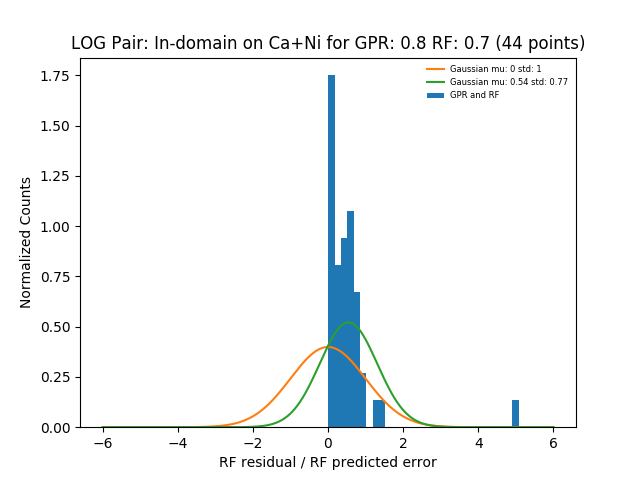 LOG Pair: In-domain on Ca+Ni for GPR: 0.8 RF: 0.7 (44 points)
Gaussian mu: 0 std: 1
Gaussian mu: 0.54 std: 0.77
GPR and RF
Normalized Counts
1.75
1.50
1.25
1.00
0.75
0.50
0.25
0.00
−6 −4 −2 0 2 4 6
RF residual / RF predicted error